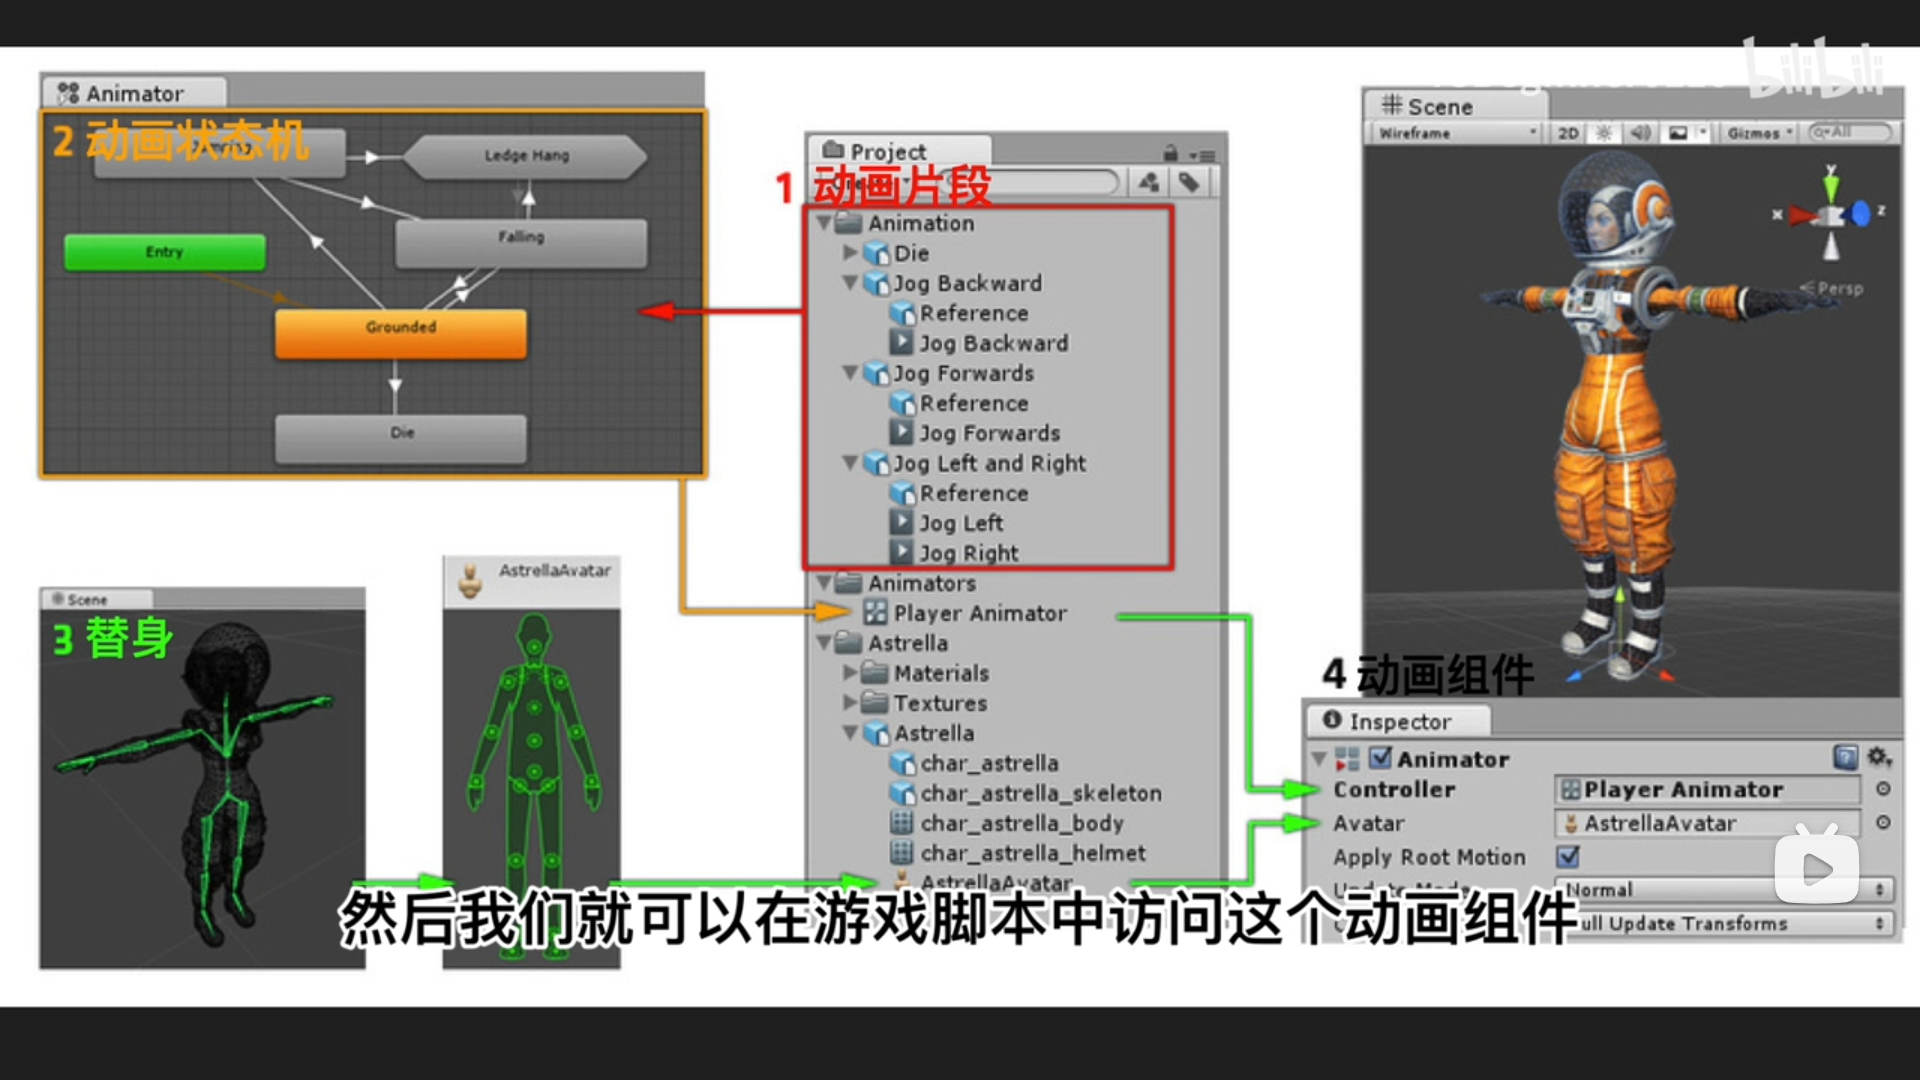 bilibili
Animator
2 动画状态机
Ledge Hang
Falling
Entry
Grounded
Die
Project
1 动画片段
Animation
Die
Jog Backward
Reference
Jog Backward
Jog Forwards
Reference
Jog Forwards
Jog Left and Right
Reference
Jog Left
Jog Right
Animators
Player Animator
Astrella
Materials
Textures
Astrella
char_astrella
char_astrella_skeleton
char_astrella_body
char_astrella_helmet
AstrellaAvatar
Scene
Wireframe 2D Gizmos All
y
x z
Persp
Scene
3 替身
AstrellaAvatar
4 动画组件
Inspector
Animator
Controller Player Animator
Avatar AstrellaAvatar
Apply Root Motion
Update Mode Normal
Update Transforms
然后我们就可以在游戏脚本中访问这个动画组件